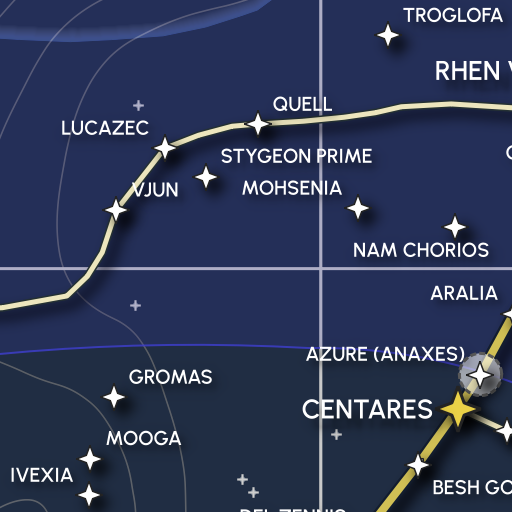 TROGLOFA
RHEN V
QUELL
LUCAZEC
STYGEON PRIME
VJUN
MOHSENIA
NAM CHORIOS
ARALIA
AZURE (ANAXES)
GROMAS
CENTARES
MOOGA
IVEXIA
BESH GO